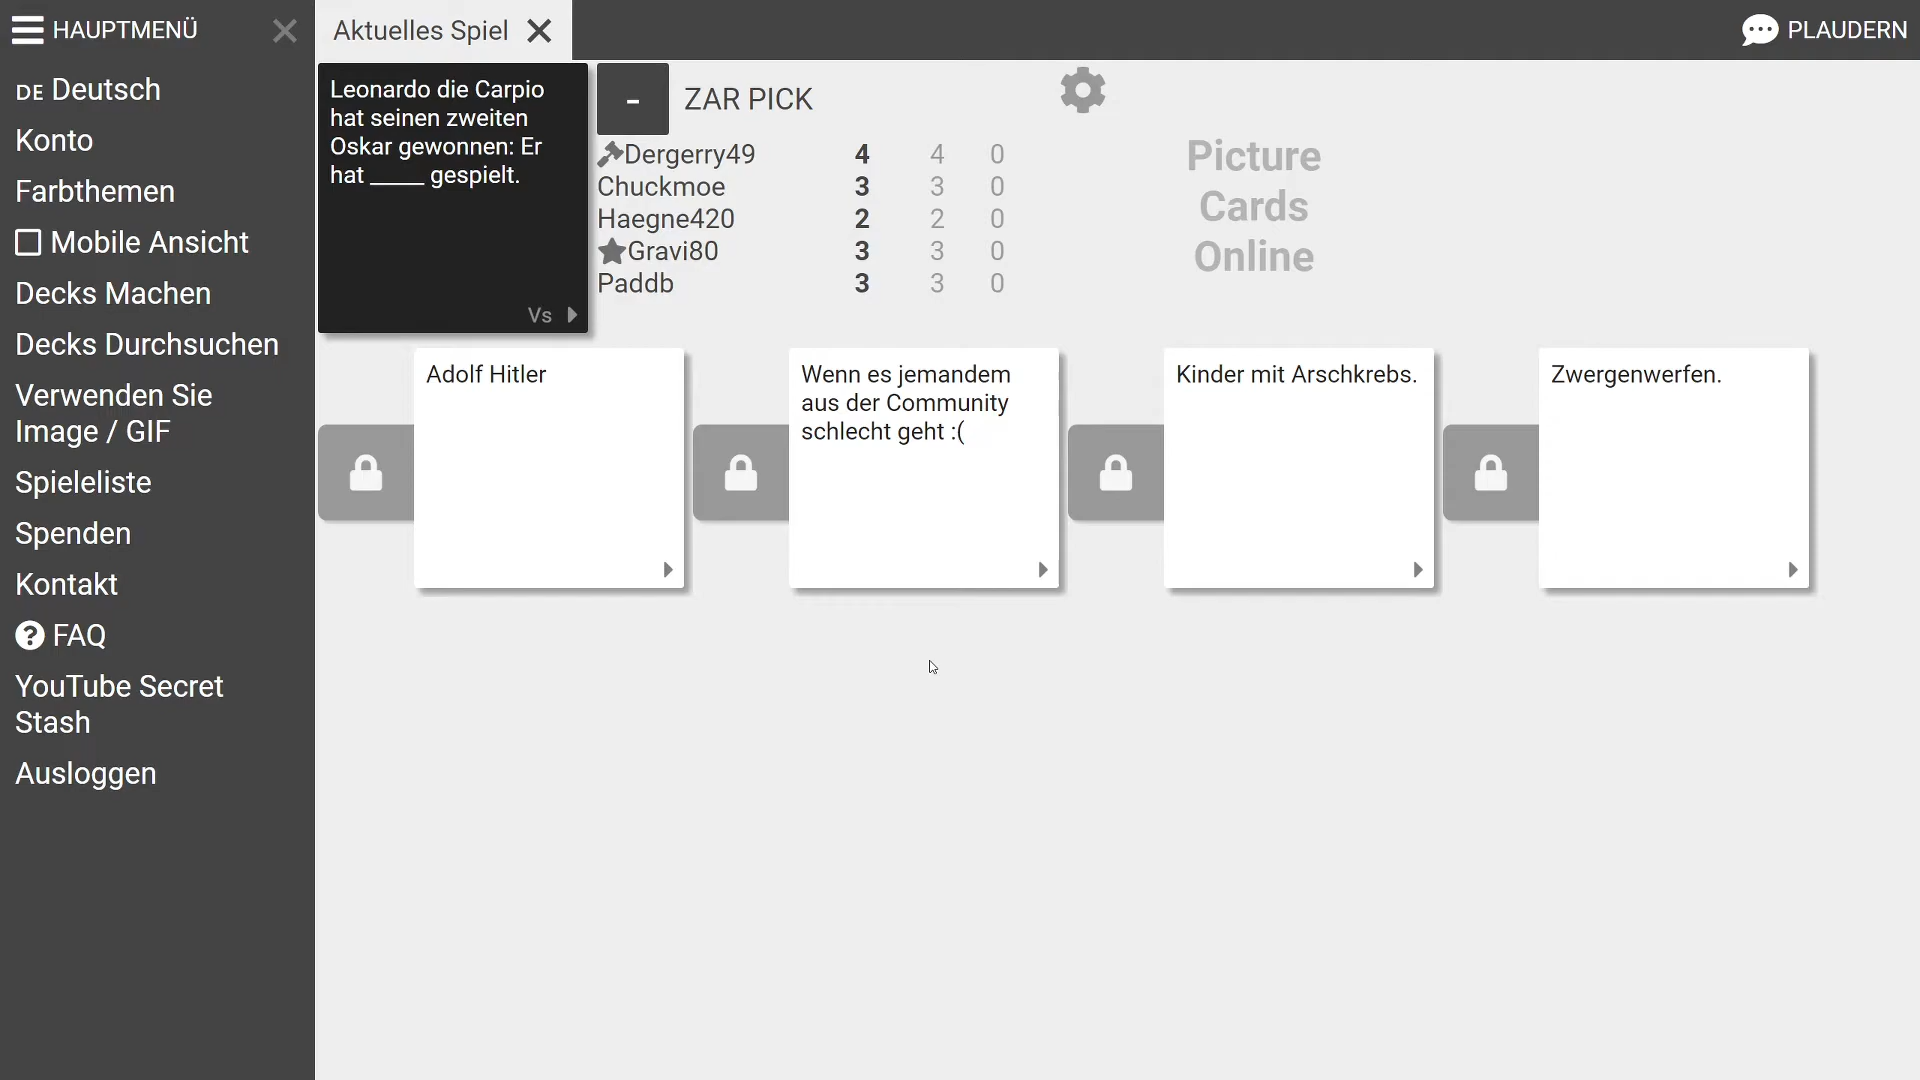 HAUPTMENÜ
DE Deutsch
Konto
Farbthemen
Mobile Ansicht
Decks Machen
Decks Durchsuchen
Verwenden Sie
Image / GIF
Spieleliste
Spenden
Kontakt
? FAQ
YouTube Secret
Stash
Ausloggen
Aktuelles Spiel
PLAUDERN
Leonardo die Carpio
hat seinen zweiten
Oskar gewonnen: Er
hat _____ gespielt.
Vs
-
ZAR PICK
Dergerry49 4 4 0
Chuckmoe 3 3 0
Haegne420 2 2 0
Gravi80 3 3 0
Paddb 3 3 0
Picture
Cards
Online
Adolf Hitler
Wenn es jemandem
aus der Community
schlecht geht :(
Kinder mit Arschkrebs.
Zwergenwerfen.